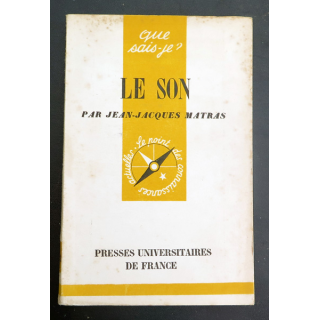 que
sais-je?
LE SON
PAR JEAN-JACQUES MATRAS
Le point des connaissances actuelles
PRESSES UNIVERSITAIRES
DE FRANCE